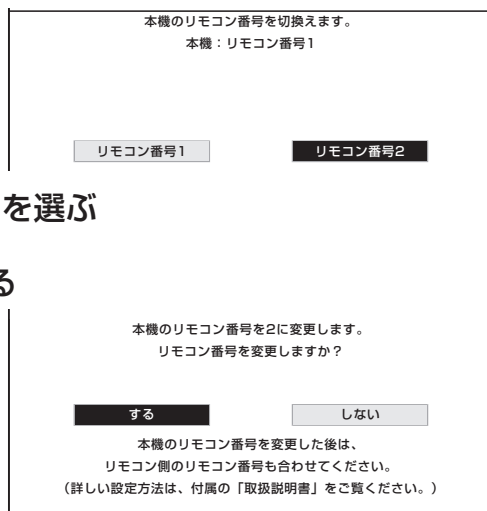 本機のリモコン番号を切換えます。
本機：リモコン番号1
リモコン番号1
リモコン番号2
を選ぶ
る
本機のリモコン番号を2に変更します。
リモコン番号を変更しますか？
する
しない
本機のリモコン番号を変更した後は、
リモコン側のリモコン番号も合わせてください。
（詳しい設定方法は、付属の「取扱説明書」をご覧ください。）